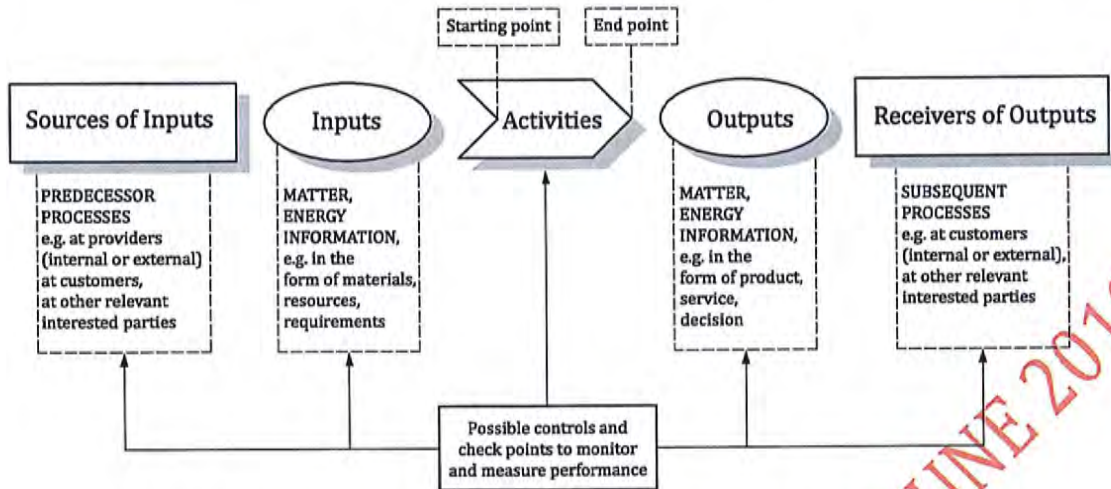 Starting point
End point
Sources of Inputs
Inputs
Activities
Outputs
Receivers of Outputs
PREDECESSOR
PROCESSES
e.g. at providers
(internal or external)
at customers,
at other relevant
interested parties
MATTER,
ENERGY
INFORMATION,
e.g. in the
form of materials,
resources,
requirements
MATTER,
ENERGY
INFORMATION,
e.g. in the
form of product,
service,
decision
SUBSEQUENT
PROCESSES
e.g. at customers
(internal or external),
at other relevant
interested parties
Possible controls and
check points to monitor
and measure performance